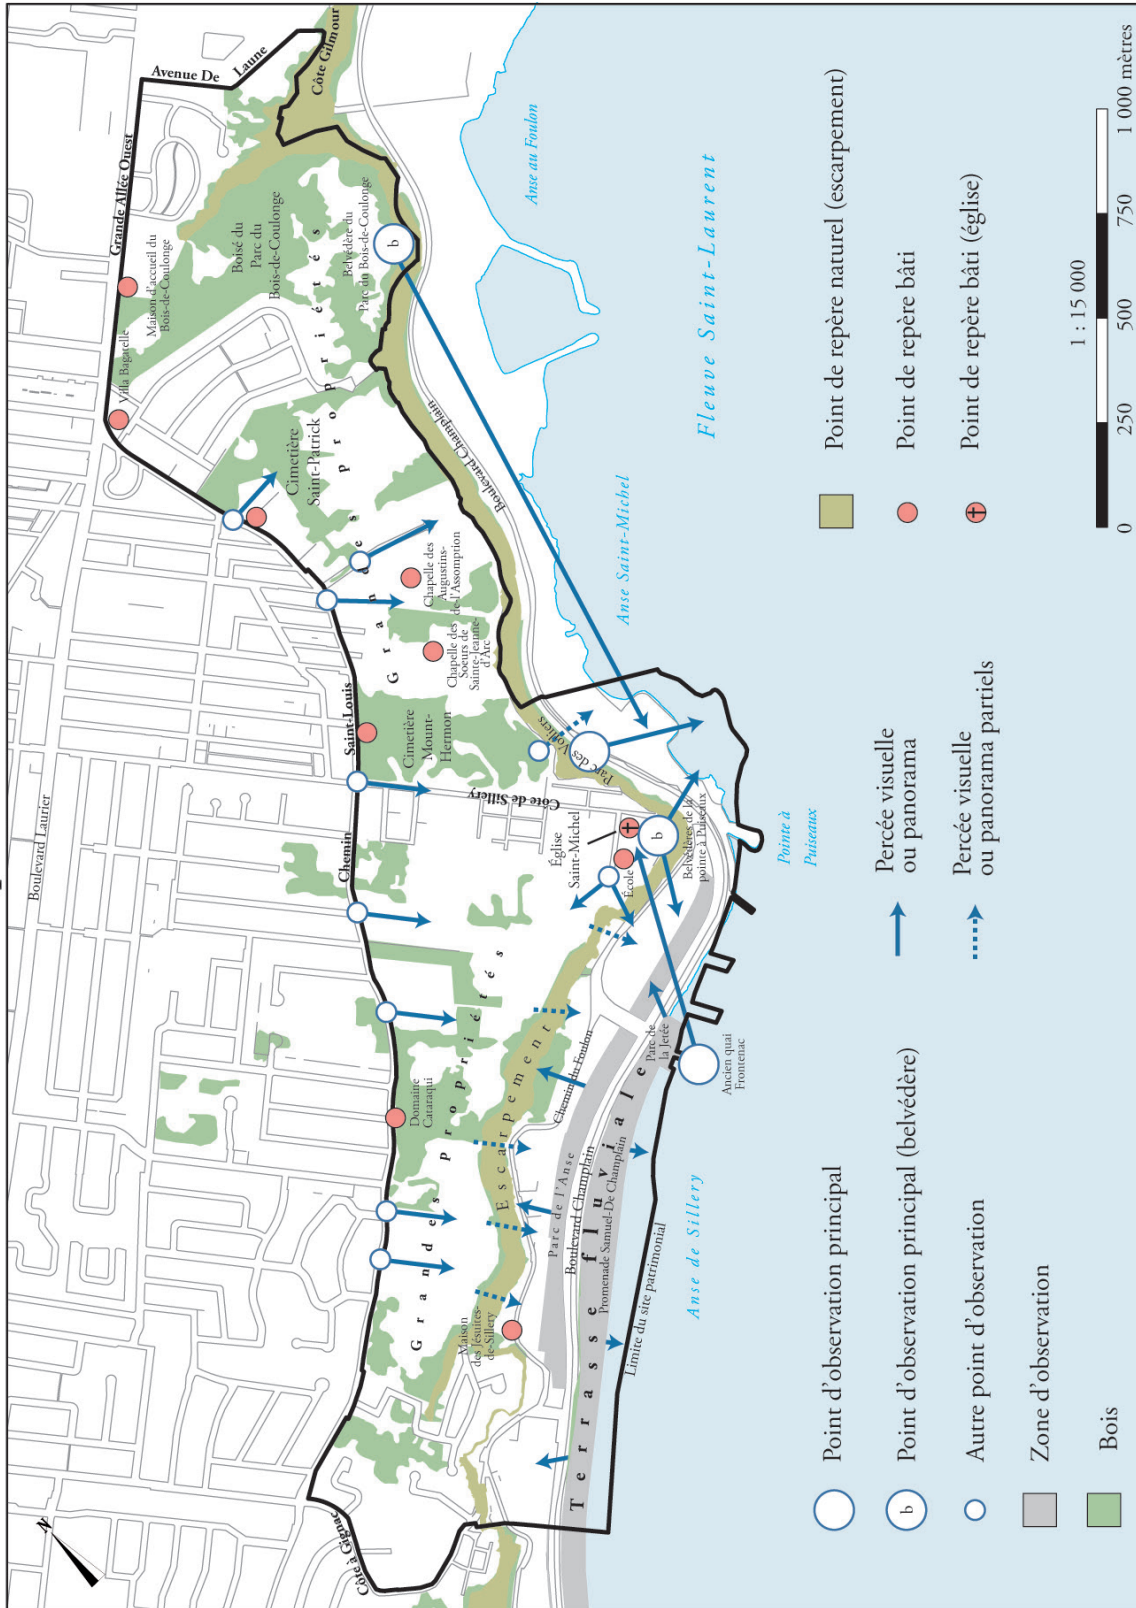 N
Boulevard Laurier
Grande Allée Ouest
Avenue De
Laune
Côte Gilmour
Côte à Gignac
Chemin
Saint-Louis
Côte de Sillery
Villa Bagatelle
Maison d'accueil du
Bois-de-Coulonge
Boisé du
Parc du
Bois-de-Coulonge
Belvédère du
Parc du Bois-de-Coulonge
b
Cimetière
Saint-Patrick
Grandes Propriétés
Chapelle des
Augustins-
de-l'Assomption
Chapelle des
Soeurs de
Sainte-Jeanne-
d'Arc
Cimetière
Mount-
Hermon
Parc des Voiliers
Église
Saint-Michel
École
b
Belvédères de la
pointe à Puiseaux
Domaine
Cataraqui
Grandes Propriétés
Escarpement
Maison
des Jésuites-
de-Sillery
Chemin du Foulon
Parc de l'Anse
Boulevard Champlain
Promenade Samuel-De Champlain
Terrasse fluviale
Parc de
la Jetée
Ancien quai
Frontenac
Limite du site patrimonial
Boulevard Champlain
Anse de Sillery
Pointe à
Puiseaux
Anse Saint-Michel
Anse au Foulon
Fleuve Saint-Laurent
Point d'observation principal
b
Point d'observation principal (belvédère)
Autre point d'observation
Zone d'observation
Bois
Percée visuelle
ou panorama
Percée visuelle
ou panorama partiels
Point de repère naturel (escarpement)
Point de repère bâti
Point de repère bâti (église)
1 : 15 000
0 250 500 750 1 000 mètres